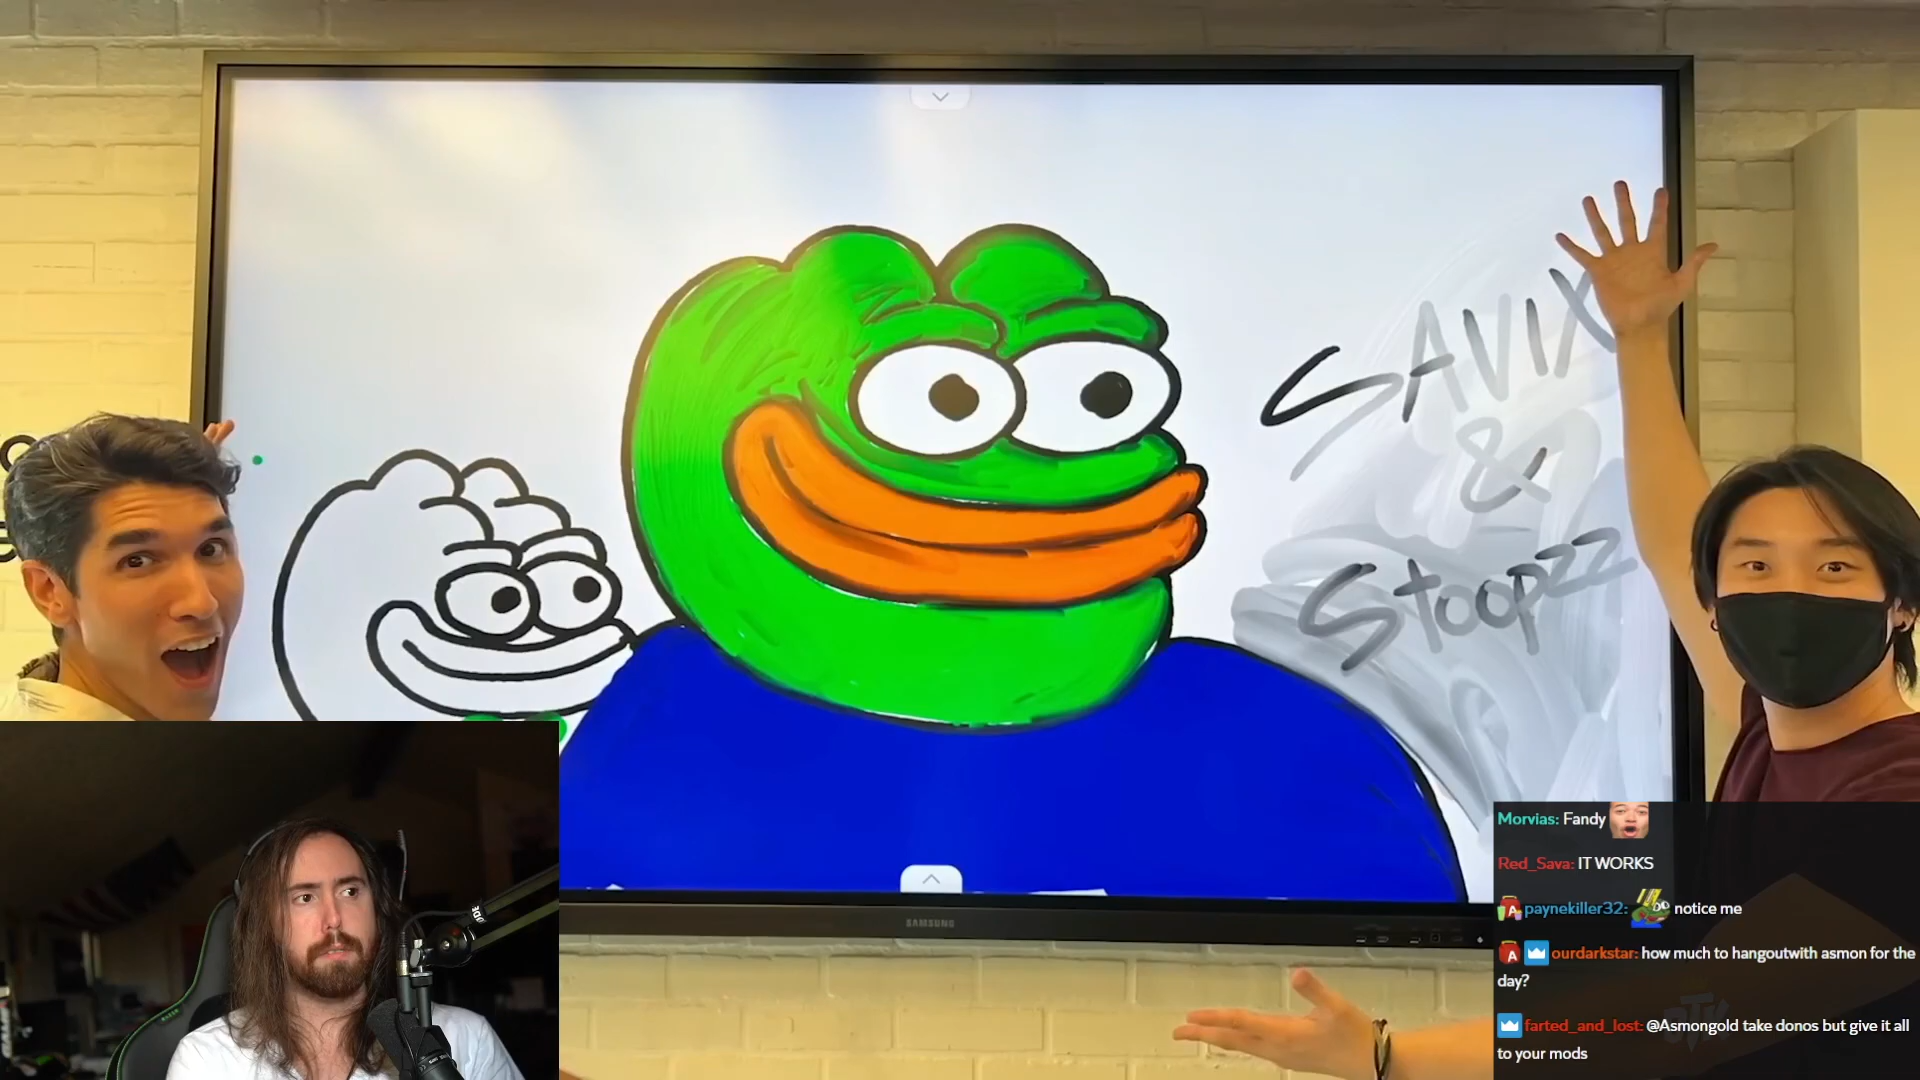 SAVIX
&
Stoopzz
SAMSUNG
Morvias: Fandy
Red_Sava: IT WORKS
paynekiller32: notice me
ourdarkstar: how much to hangoutwith asmon for the
day?
farted_and_lost: @Asmongold take donos but give it all
to your mods